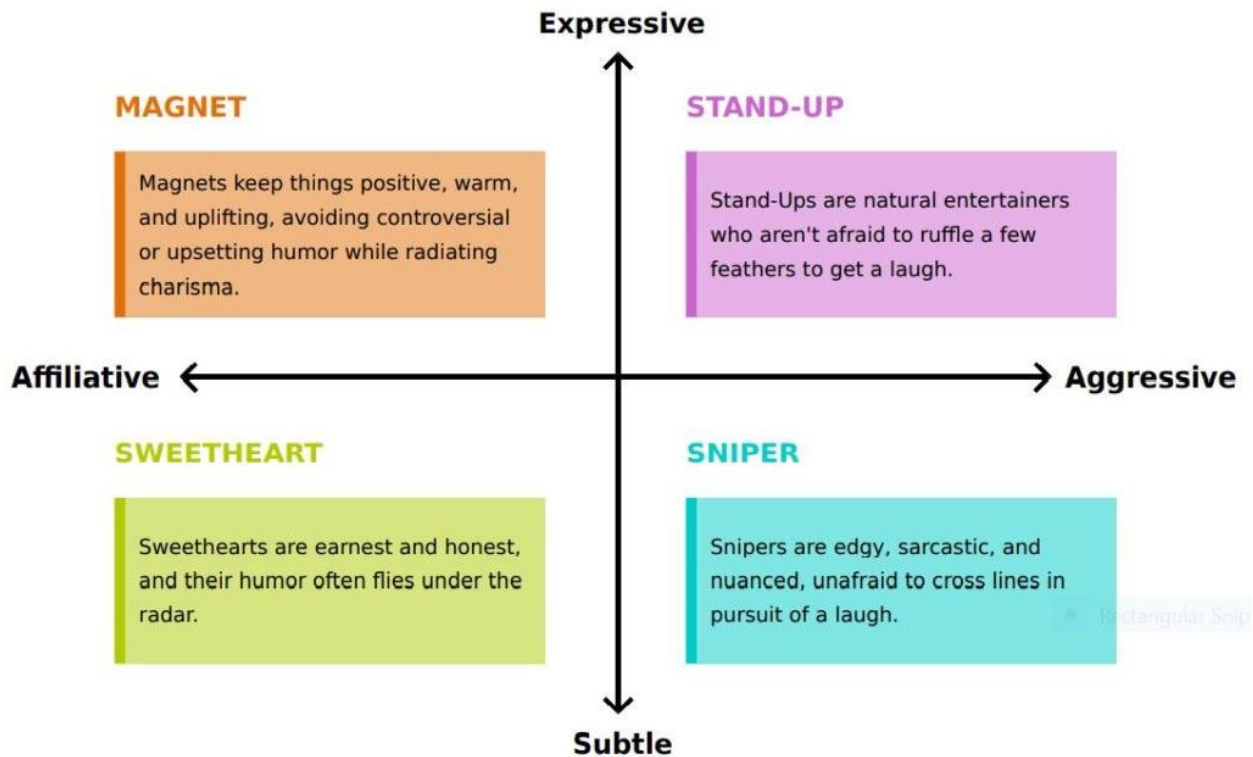 Expressive
MAGNET
Magnets keep things positive, warm,
and uplifting, avoiding controversial
or upsetting humor while radiating
charisma.
STAND-UP
Stand-Ups are natural entertainers
who aren't afraid to ruffle a few
feathers to get a laugh.
Affiliative
Aggressive
SWEETHEART
Sweethearts are earnest and honest,
and their humor often flies under the
radar.
SNIPER
Snipers are edgy, sarcastic, and
nuanced, unafraid to cross lines in
pursuit of a laugh.
Rectangular Snip
Subtle